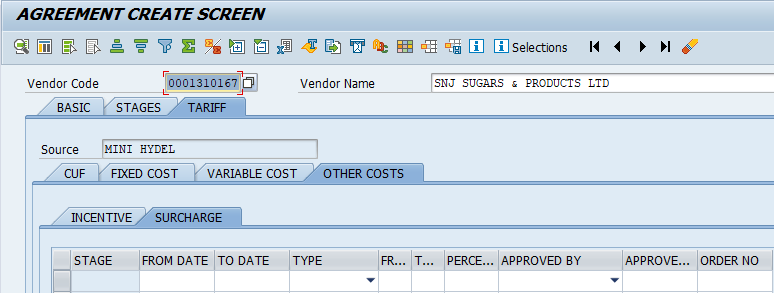 AGREEMENT CREATE SCREEN
Selections
Vendor Code 0001310167 Vendor Name SNJ SUGARS & PRODUCTS LTD
BASIC STAGES TARIFF
Source MINI HYDEL
CUF FIXED COST VARIABLE COST OTHER COSTS
INCENTIVE SURCHARGE
STAGE FROM DATE TO DATE TYPE FR... T... PERCE... APPROVED BY APPROVE... ORDER NO